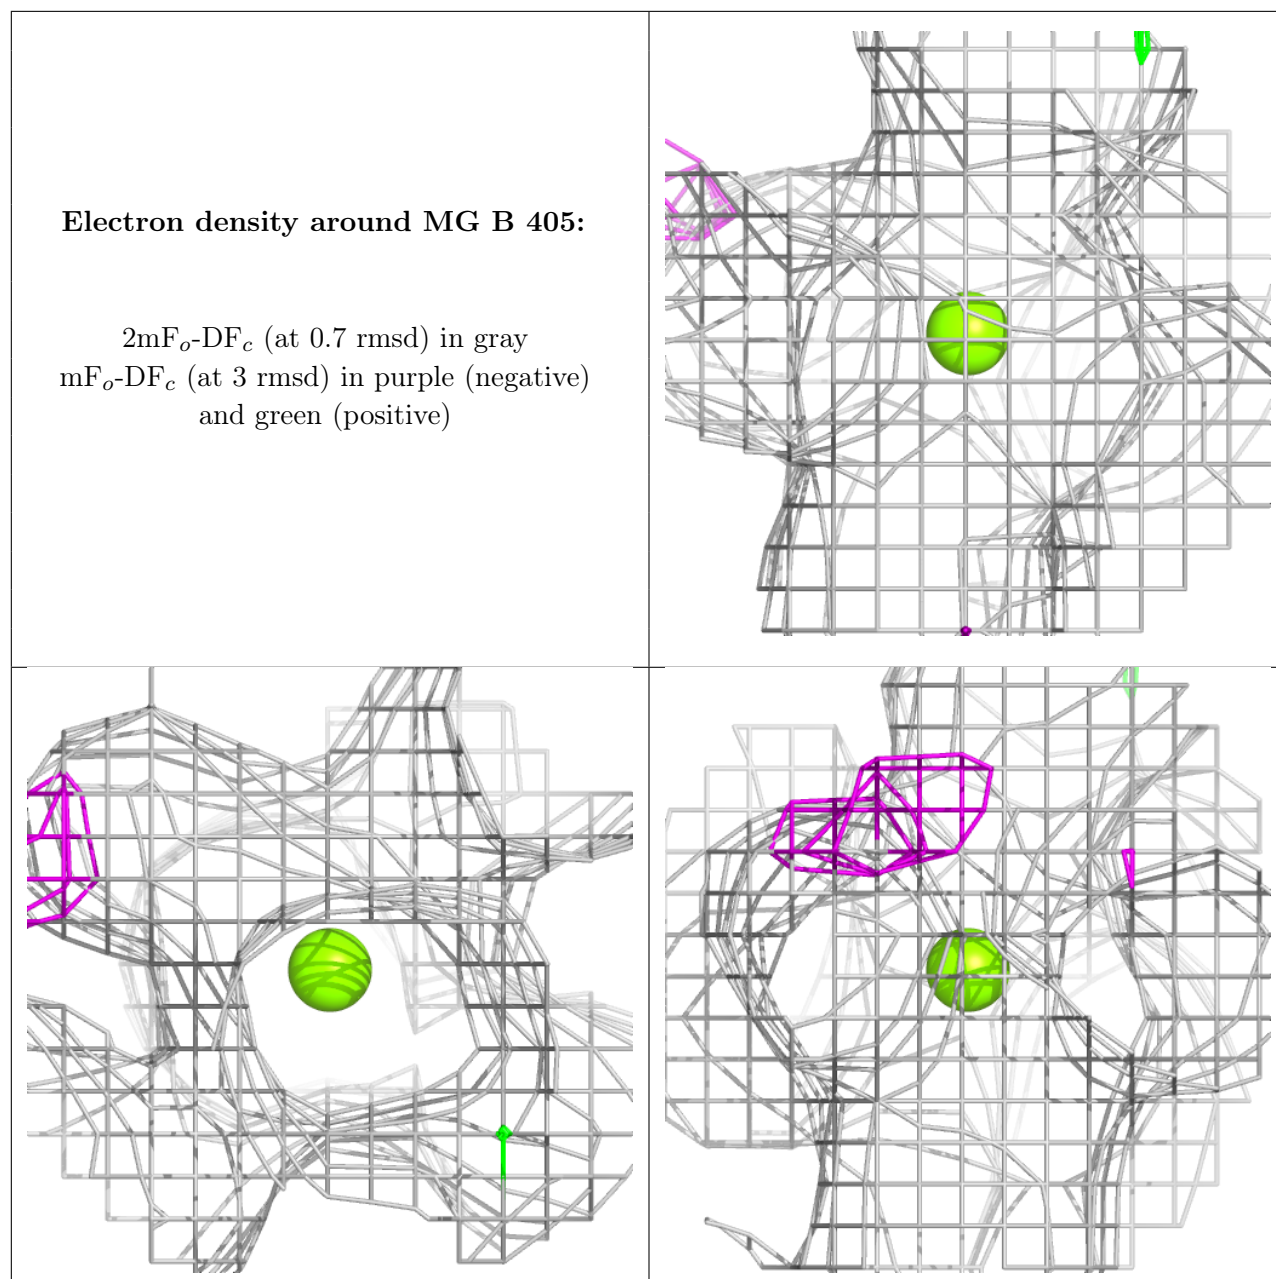 Electron density around MG B 405:
2mFo-DFc (at 0.7 rmsd) in gray
mFo-DFc (at 3 rmsd) in purple (negative)
and green (positive)